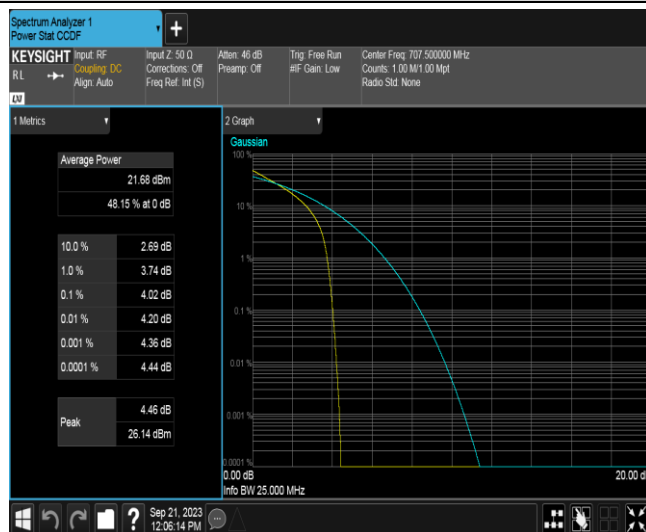 Spectrum Analyzer 1
Power Stat CCDF
+
KEYSIGHT
RL
LXI
Input: RF
Coupling: DC
Align: Auto
Input Z: 50 Ω
Corrections: Off
Freq Ref: Int (S)
Atten: 46 dB
Preamp: Off
Trig: Free Run
#IF Gain: Low
Center Freq: 707.500000 MHz
Counts: 1.00 M/1.00 Mpt
Radio Std: None
1 Metrics
Average Power
21.68 dBm
48.15 % at 0 dB
10.0 % 2.69 dB
1.0 % 3.74 dB
0.1 % 4.02 dB
0.01 % 4.20 dB
0.001 % 4.36 dB
0.0001 % 4.44 dB
Peak 4.46 dB
26.14 dBm
2 Graph
Gaussian
100 %
10 %
1 %
0.1 %
0.01 %
0.001 %
0.0001 %
0.00 dB
20.00 d
Info BW 25.000 MHz
?
Sep 21, 2023
12:06:14 PM